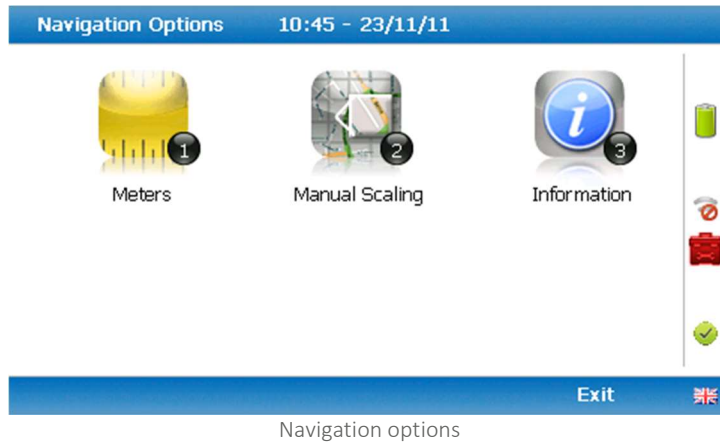 Navigation Options 10:45 - 23/11/11
1 2 3
Meters Manual Scaling Information
Exit
Navigation options